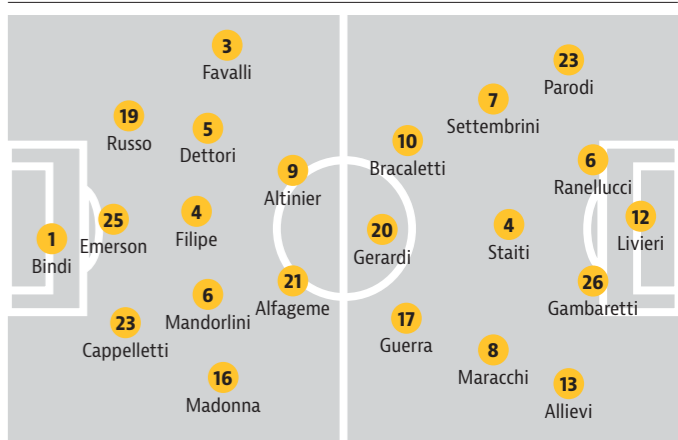 3
Favalli
19
Russo
5
Dettori
9
Altinier
1
Bindi
25
Emerson
4
Filipe
21
Alfageme
6
Mandorlini
23
Cappelletti
16
Madonna
23
Parodi
7
Settembrini
10
Bracaletti
6
Ranellucci
20
Gerardi
4
Staiti
12
Livieri
26
Gambaretti
17
Guerra
8
Maracchi
13
Allievi